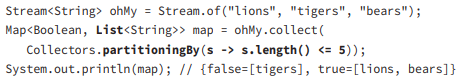 Stream<String> ohMy = Stream.of("lions", "tigers", "bears");
Map<Boolean, List<String>> map = ohMy.collect(
Collectors.partitioningBy(s -> s.length() <= 5));
System.out.println(map); // {false=[tigers], true=[lions, bears]}